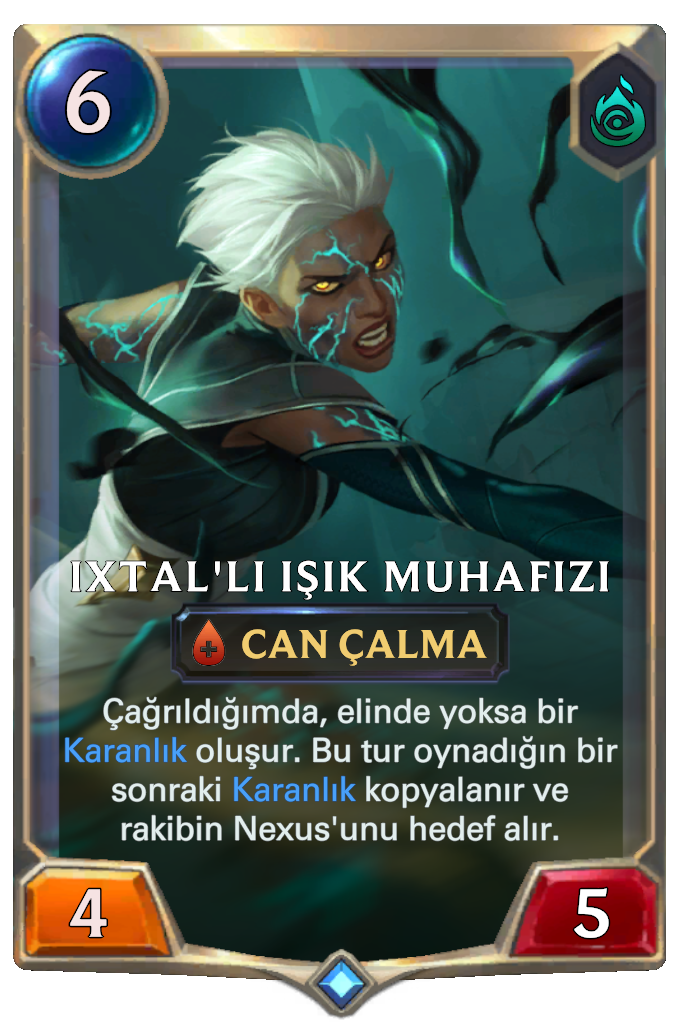 6
IXTAL'LI IŞIK MUHAFIZI
CAN ÇALMA
Çağrıldığımda, elinde yoksa bir
Karanlık oluşur. Bu tur oynadığın bir
sonraki Karanlık kopyalanır ve
rakibin Nexus'unu hedef alır.
4
5